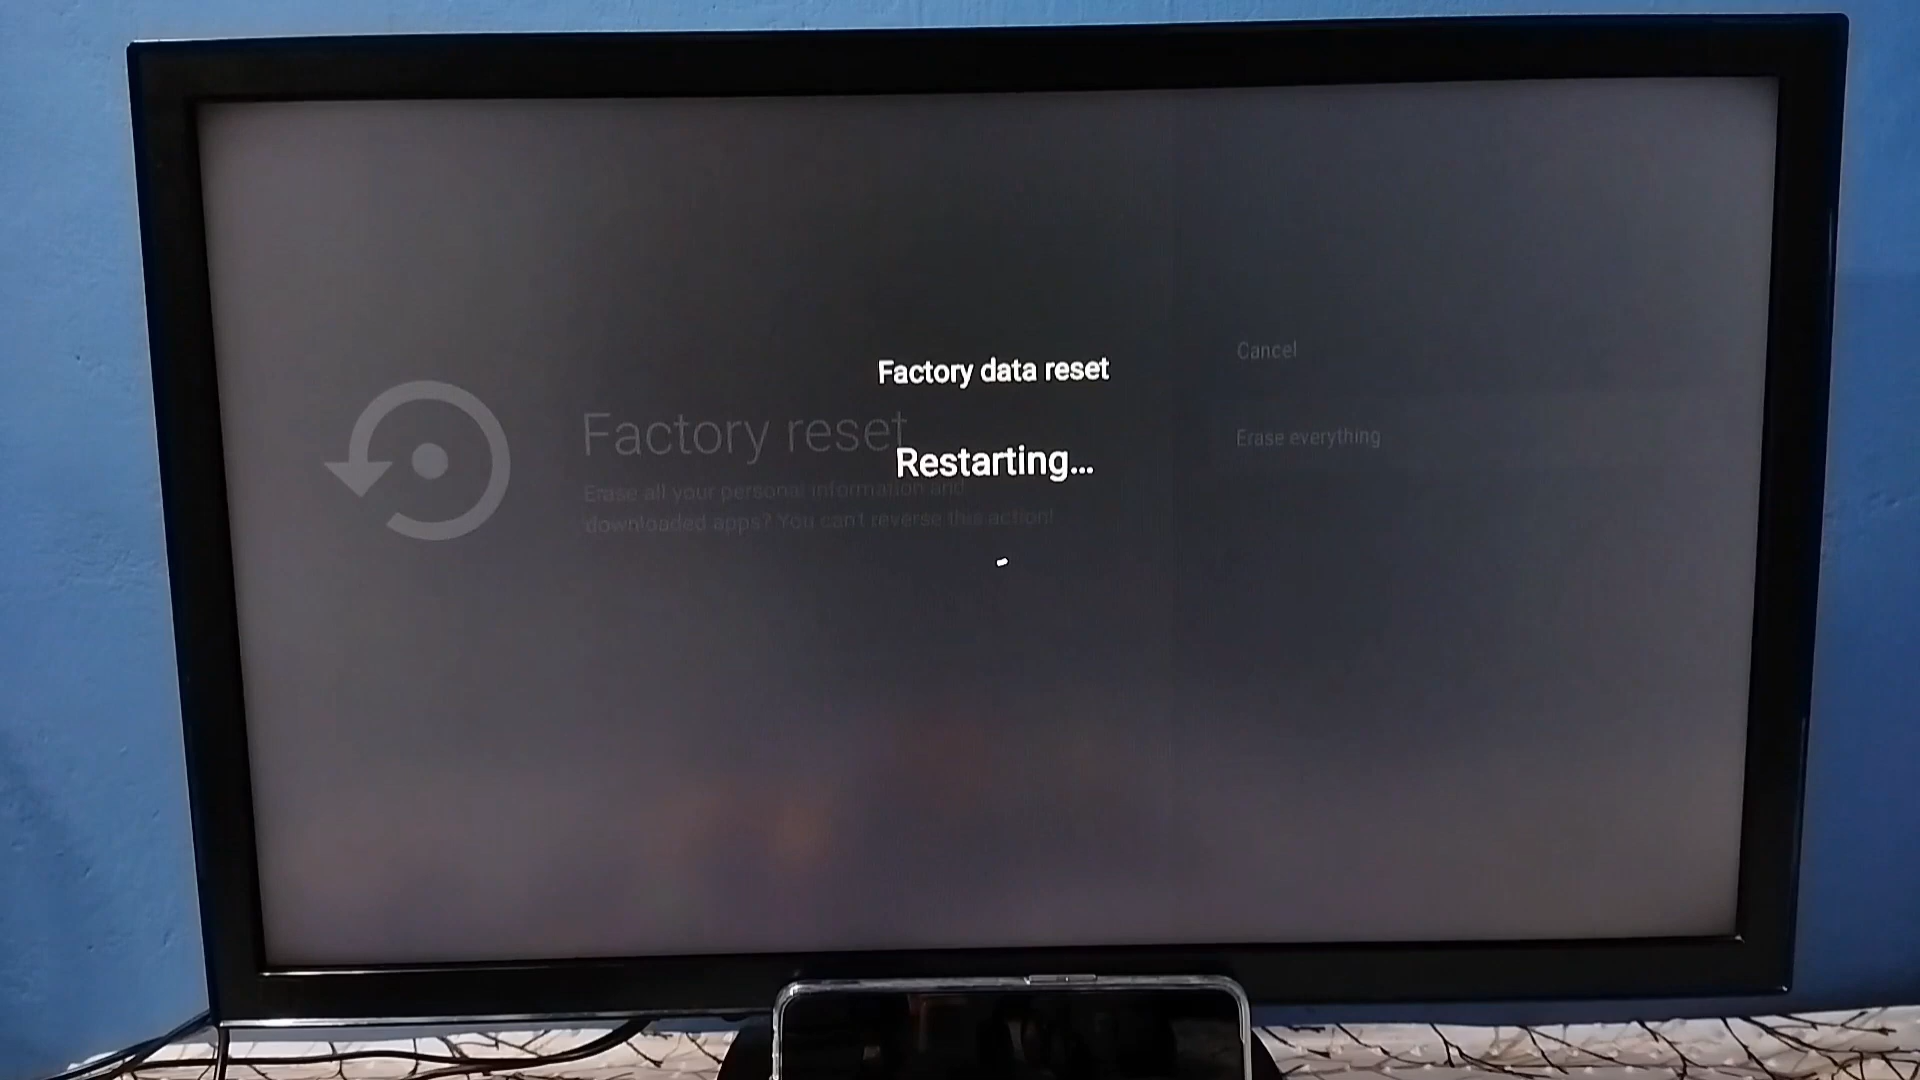 Factory data reset
Restarting...
Factory reset
Erase all your personal information and
downloaded apps? You can't reverse this action!
Cancel
Erase everything